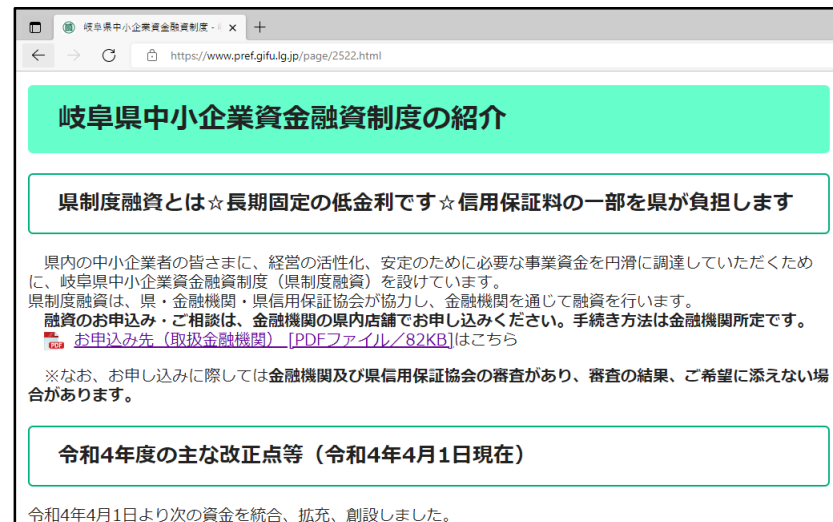 岐阜県中小企業資金融資制度 -
https://www.pref.gifu.lg.jp/page/2522.html
岐阜県中小企業資金融資制度の紹介
県制度融資とは☆長期固定の低金利です☆信用保証料の一部を県が負担します
県内の中小企業者の皆さまに、経営の活性化、安定のために必要な事業資金を円滑に調達していただくため
に、岐阜県中小企業資金融資制度（県制度融資）を設けています。
県制度融資は、県・金融機関・県信用保証協会が協力し、金融機関を通じて融資を行います。
融資のお申込み・ご相談は、金融機関の県内店舗でお申し込みください。手続き方法は金融機関所定です。
PDF お申込み先（取扱金融機関） [PDFファイル／82KB]はこちら
※なお、お申し込みに際しては金融機関及び県信用保証協会の審査があり、審査の結果、ご希望に添えない場
合があります。
令和4年度の主な改正点等（令和4年4月1日現在）
令和4年4月1日より次の資金を統合、拡充、創設しました。